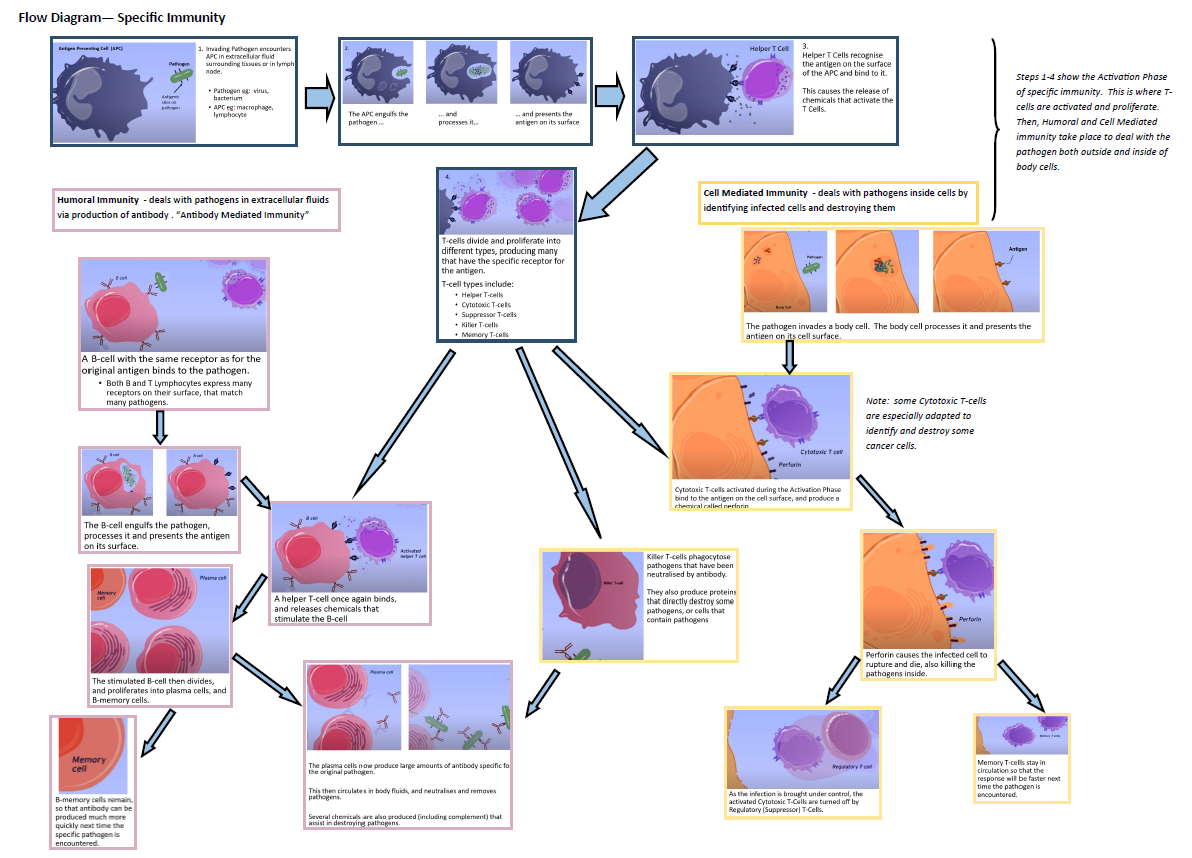 Flow Diagram— Specific Immunity
Antigen Presenting Cell (APC)
Pathogen
Antigenic
sites on
pathogen
1. Invading Pathogen encounters
APC in extracellular fluid
surrounding tissues or in lymph
node.
• Pathogen eg: virus,
bacterium
• APC eg: macrophage,
lymphocyte
2.
The APC engulfs the
pathogen ...
... and
processes it...
... and presents the
antigen on its surface
Helper T Cell
3.
Helper T Cells recognise
the antigen on the surface
of the APC and bind to it.
This causes the release of
chemicals that activate the
T Cells.
Steps 1-4 show the Activation Phase
of specific immunity. This is where T-
cells are activated and proliferate.
Then, Humoral and Cell Mediated
immunity take place to deal with the
pathogen both outside and inside of
body cells.
Humoral Immunity - deals with pathogens in extracellular fluids
via production of antibody . “Antibody Mediated Immunity”
4.
T-cells divide and proliferate into
different types, producing many
that have the specific receptor for
the antigen.
T-cell types include:
• Helper T-cells
• Cytotoxic T-cells
• Suppressor T-cells
• Killer T-cells
• Memory T-cells
Cell Mediated Immunity - deals with pathogens inside cells by
identifying infected cells and destroying them
Pathogen
Body Cell
Antigen
The pathogen invades a body cell. The body cell processes it and presents the
antigen on its cell surface.
B cell
A B-cell with the same receptor as for the
original antigen binds to the pathogen.
• Both B and T Lymphocytes express many
receptors on their surface, that match
many pathogens.
Cytotoxic T cell
Perforin
Cytotoxic T-cells activated during the Activation Phase
bind to the antigen on the cell surface, and produce a
chemical called perforin
Note: some Cytotoxic T-cells
are especially adapted to
identify and destroy some
cancer cells.
B cell
B cell
The B-cell engulfs the pathogen,
processes it and presents the antigen
on its surface.
B cell
Activated
helper T cell
A helper T-cell once again binds,
and releases chemicals that
stimulate the B-cell
Killer T-cell
Killer T-cells phagocytose
pathogens that have been
neutralised by antibody.
They also produce proteins
that directly destroy some
pathogens, or cells that
contain pathogens
Perforin
Perforin causes the infected cell to
rupture and die, also killing the
pathogens inside.
Plasma cell
Memory
cell
The stimulated B-cell then divides,
and proliferates into plasma cells, and
B-memory cells.
Plasma cell
The plasma cells now produce large amounts of antibody specific fo
the original pathogen.
This then circulates in body fluids, and neutralises and removes
pathogens.
Several chemicals are also produced (including complement) that
assist in destroying pathogens.
Memory
cell
B-memory cells remain,
so that antibody can be
produced much more
quickly next time the
specific pathogen is
encountered.
Regulatory T cell
As the infection is brought under control, the
activated Cytotoxic T-Cells are turned off by
Regulatory (Suppressor) T-Cells.
Memory T-cells
Memory T-cells stay in
circulation so that the
response will be faster next
time the pathogen is
encountered.